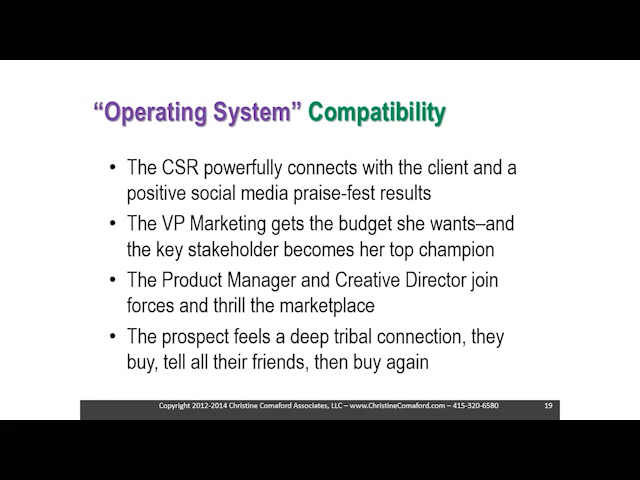 “Operating System” Compatibility
• The CSR powerfully connects with the client and a
positive social media praise-fest results
• The VP Marketing gets the budget she wants–and
the key stakeholder becomes her top champion
• The Product Manager and Creative Director join
forces and thrill the marketplace
• The prospect feels a deep tribal connection, they
buy, tell all their friends, then buy again
Copyright 2012-2014 Christine Comaford Associates, LLC – www.ChristineComaford.com – 415-320-6580 19